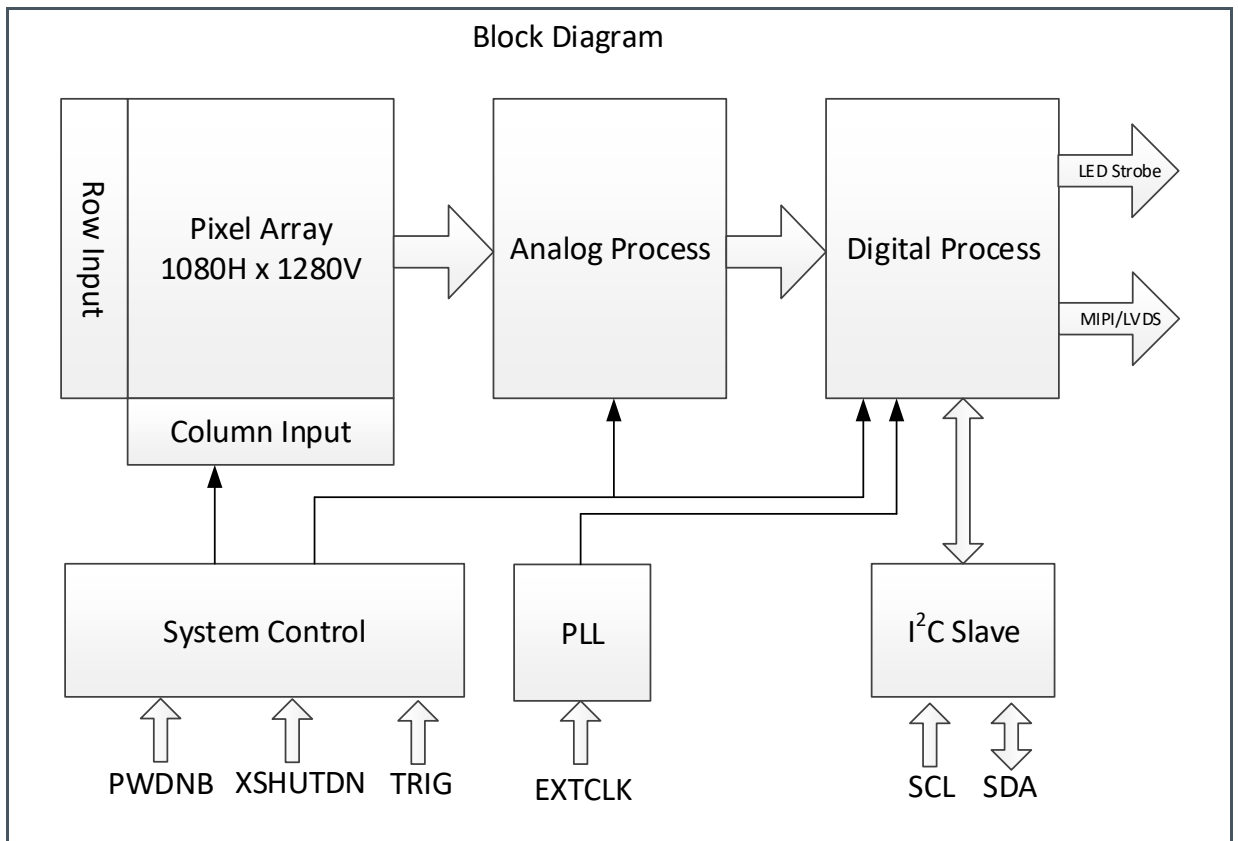 Block Diagram
Row Input
Pixel Array
1080H x 1280V
Analog Process
Digital Process
LED Strobe
MIPI/LVDS
Column Input
System Control
PLL
I²C Slave
PWDNB XSHUTDN TRIG
EXTCLK
SCL SDA